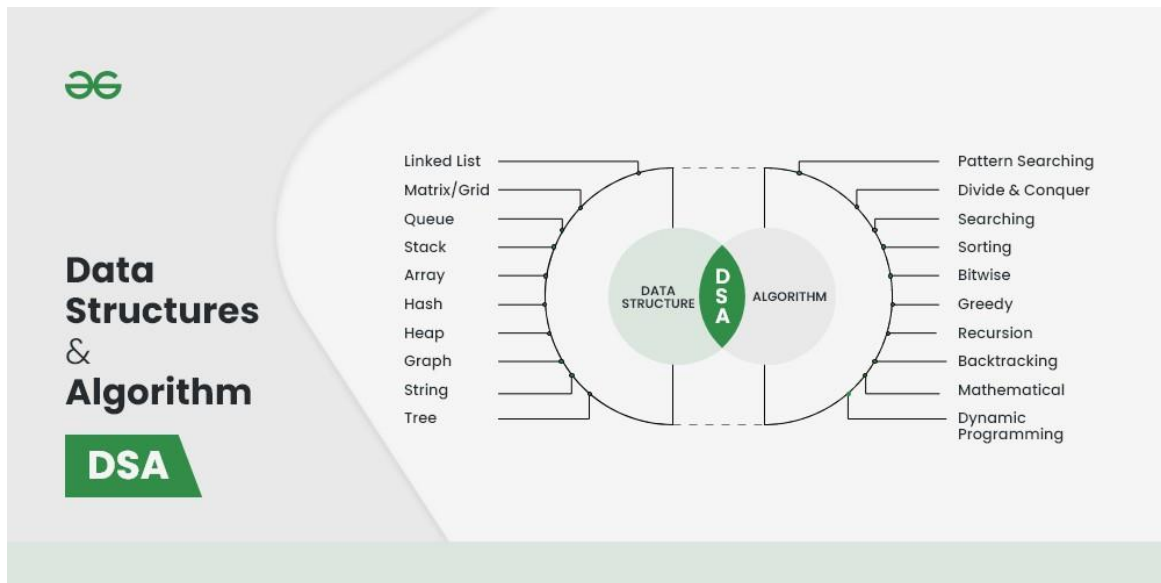 Data
Structures
&
Algorithm
DSA
Linked List
Matrix/Grid
Queue
Stack
Array
Hash
Heap
Graph
String
Tree
DATA
STRUCTURE
D
S
A
ALGORITHM
Pattern Searching
Divide & Conquer
Searching
Sorting
Bitwise
Greedy
Recursion
Backtracking
Mathematical
Dynamic
Programming